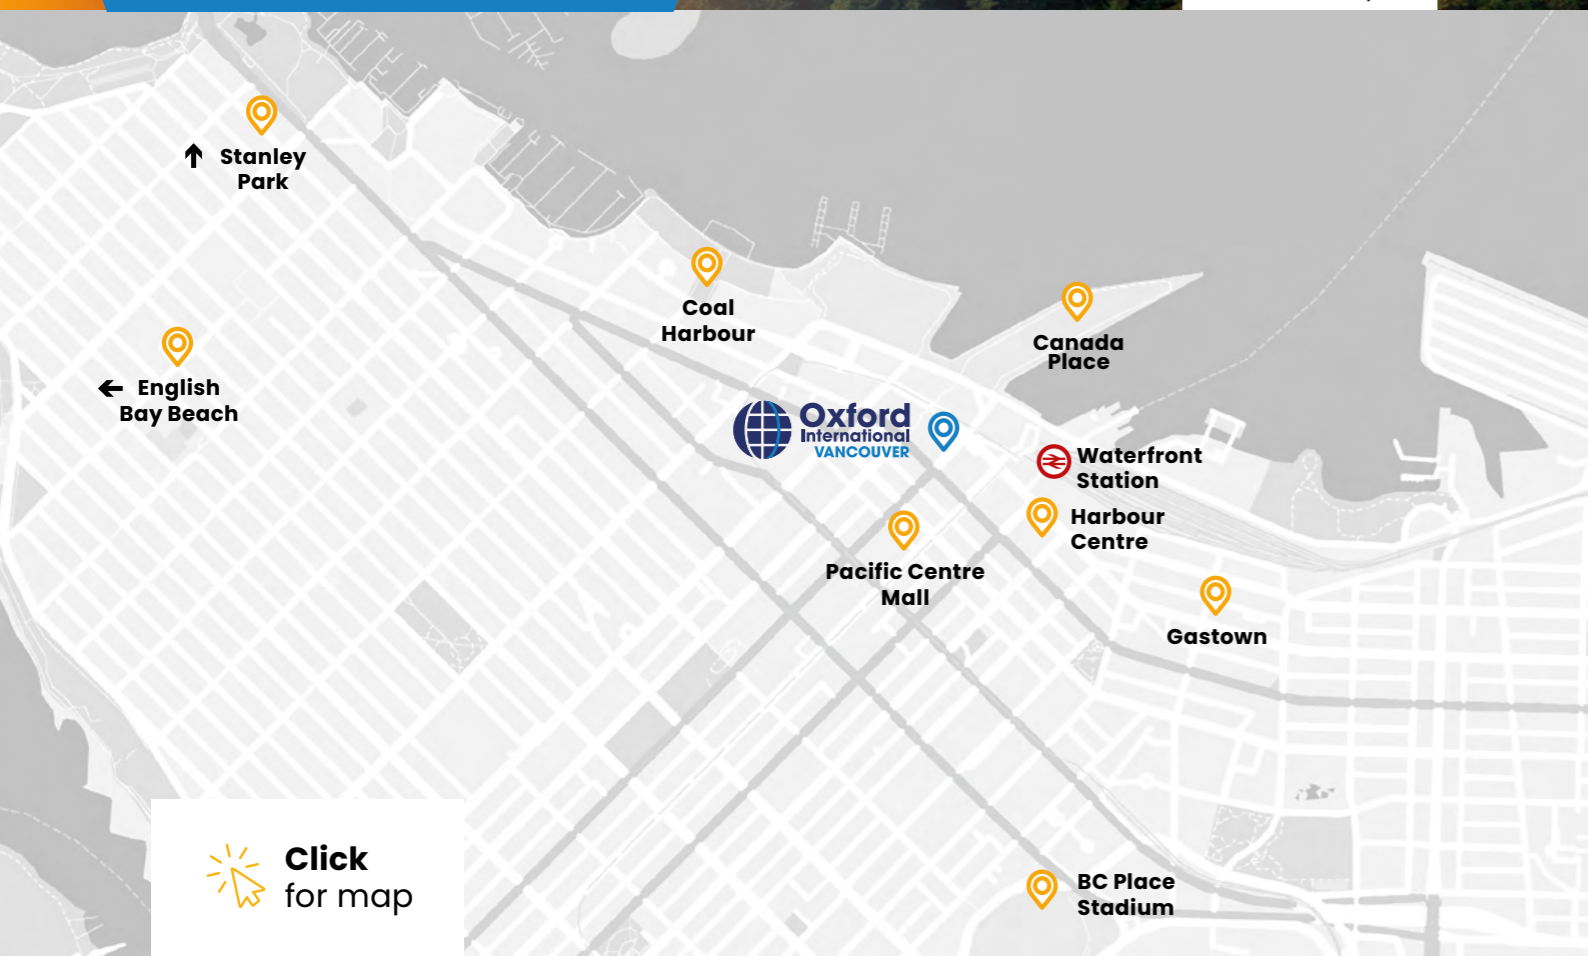 Stanley
Park
Coal
Harbour
Canada
Place
English
Bay Beach
Oxford
International
VANCOUVER
Waterfront
Station
Harbour
Centre
Pacific Centre
Mall
Gastown
Click
for map
BC Place
Stadium